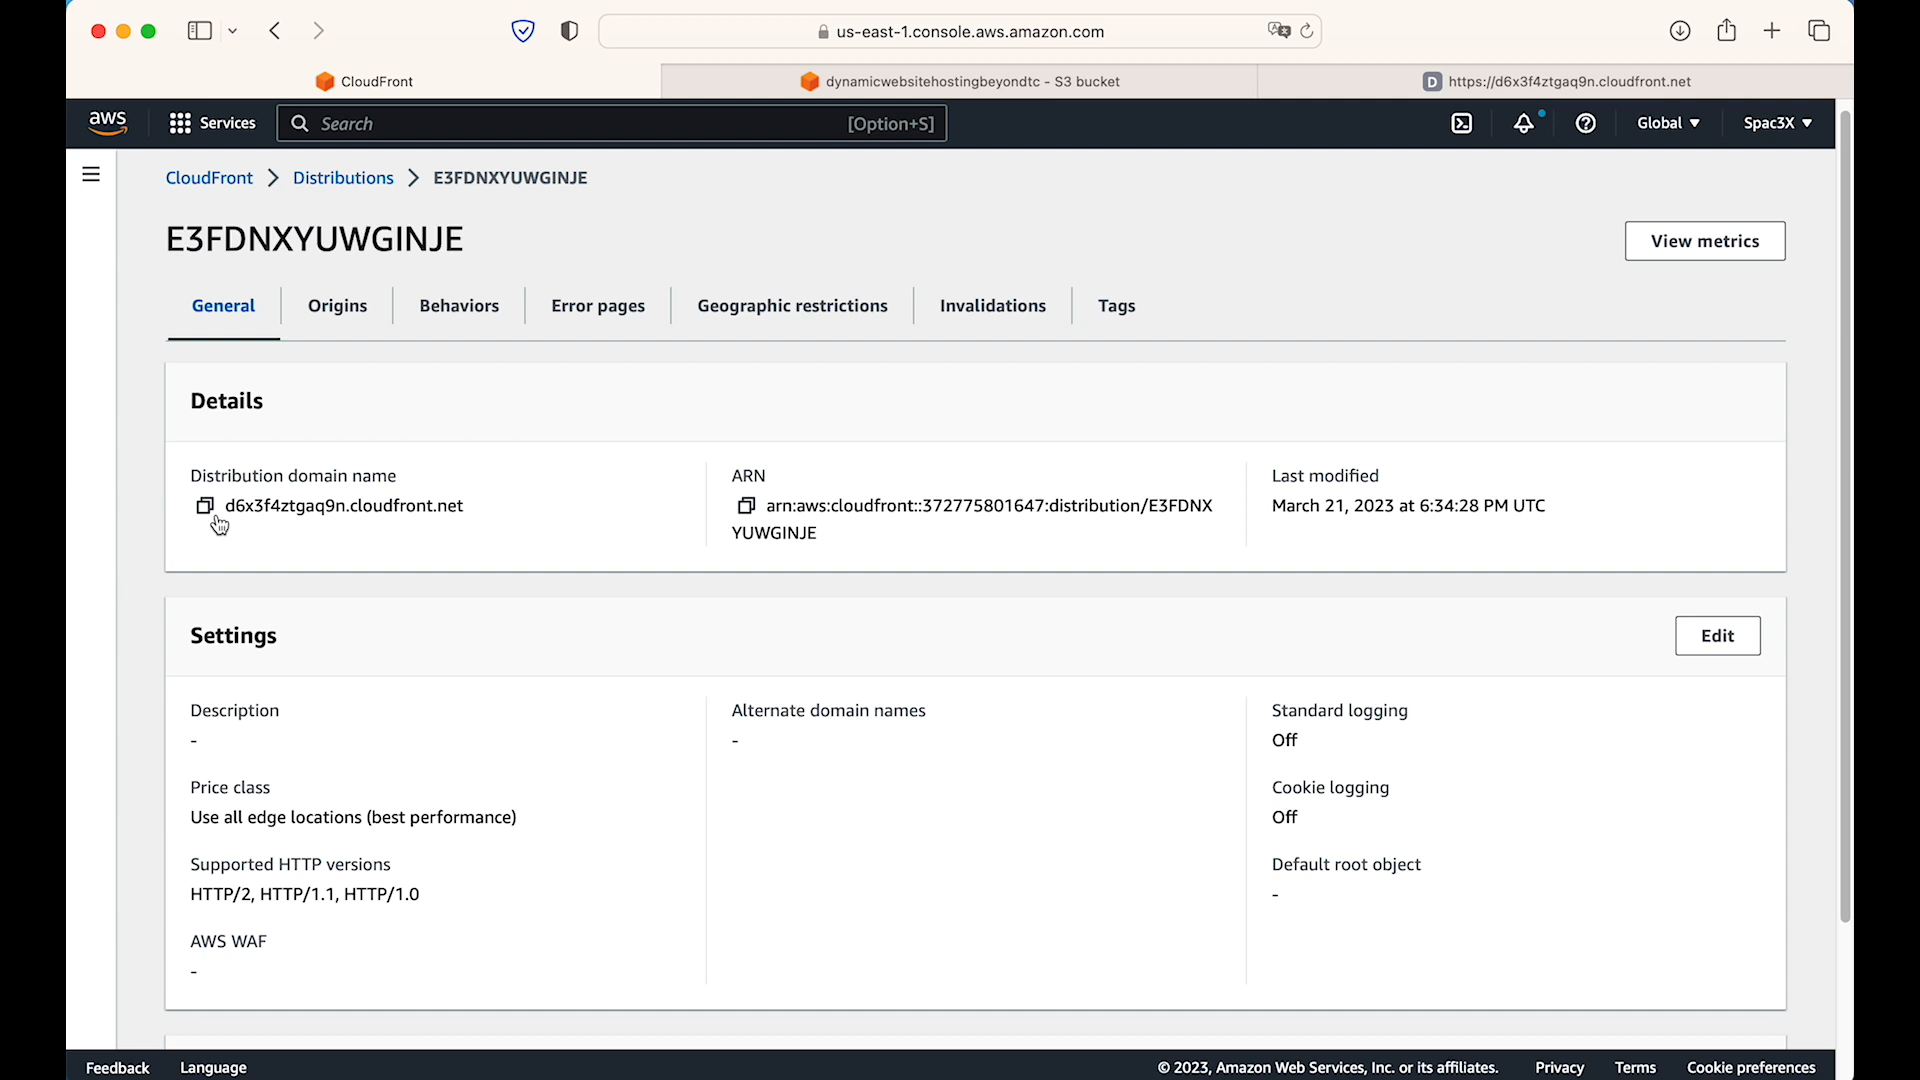 us-east-1.console.aws.amazon.com
CloudFront
dynamicwebsitehostingbeyondtc - S3 bucket
D
https://d6x3f4ztgaq9n.cloudfront.net
aws
Services
Search
[Option+S]
Global
Spac3X
CloudFront
Distributions
E3FDNXYUWGINJE
E3FDNXYUWGINJE
View metrics
General
Origins
Behaviors
Error pages
Geographic restrictions
Invalidations
Tags
Details
Distribution domain name
d6x3f4ztgaq9n.cloudfront.net
ARN
arn:aws:cloudfront::372775801647:distribution/E3FDNX
YUWGINJE
Last modified
March 21, 2023 at 6:34:28 PM UTC
Settings
Edit
Description
-
Price class
Use all edge locations (best performance)
Supported HTTP versions
HTTP/2, HTTP/1.1, HTTP/1.0
AWS WAF
-
Alternate domain names
-
Standard logging
Off
Cookie logging
Off
Default root object
-
Feedback
Language
© 2023, Amazon Web Services, Inc. or its affiliates.
Privacy
Terms
Cookie preferences